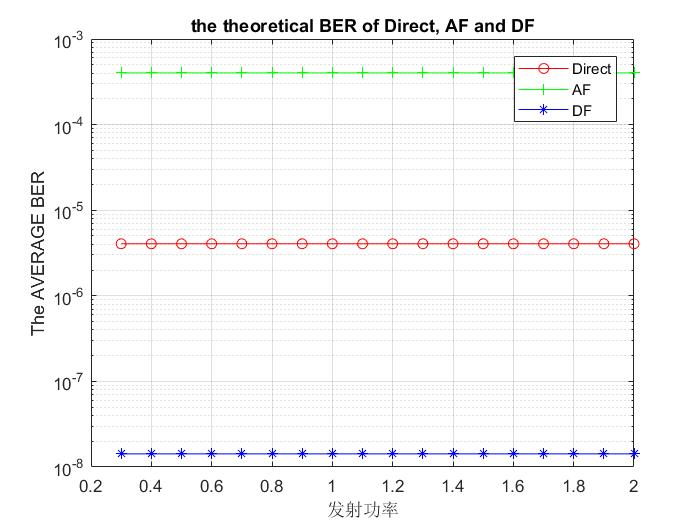 the theoretical BER of Direct, AF and DF
10^-3
10^-4
10^-5
10^-6
10^-7
10^-8
The AVERAGE BER
Direct
AF
DF
0.2 0.4 0.6 0.8 1 1.2 1.4 1.6 1.8 2
发射功率